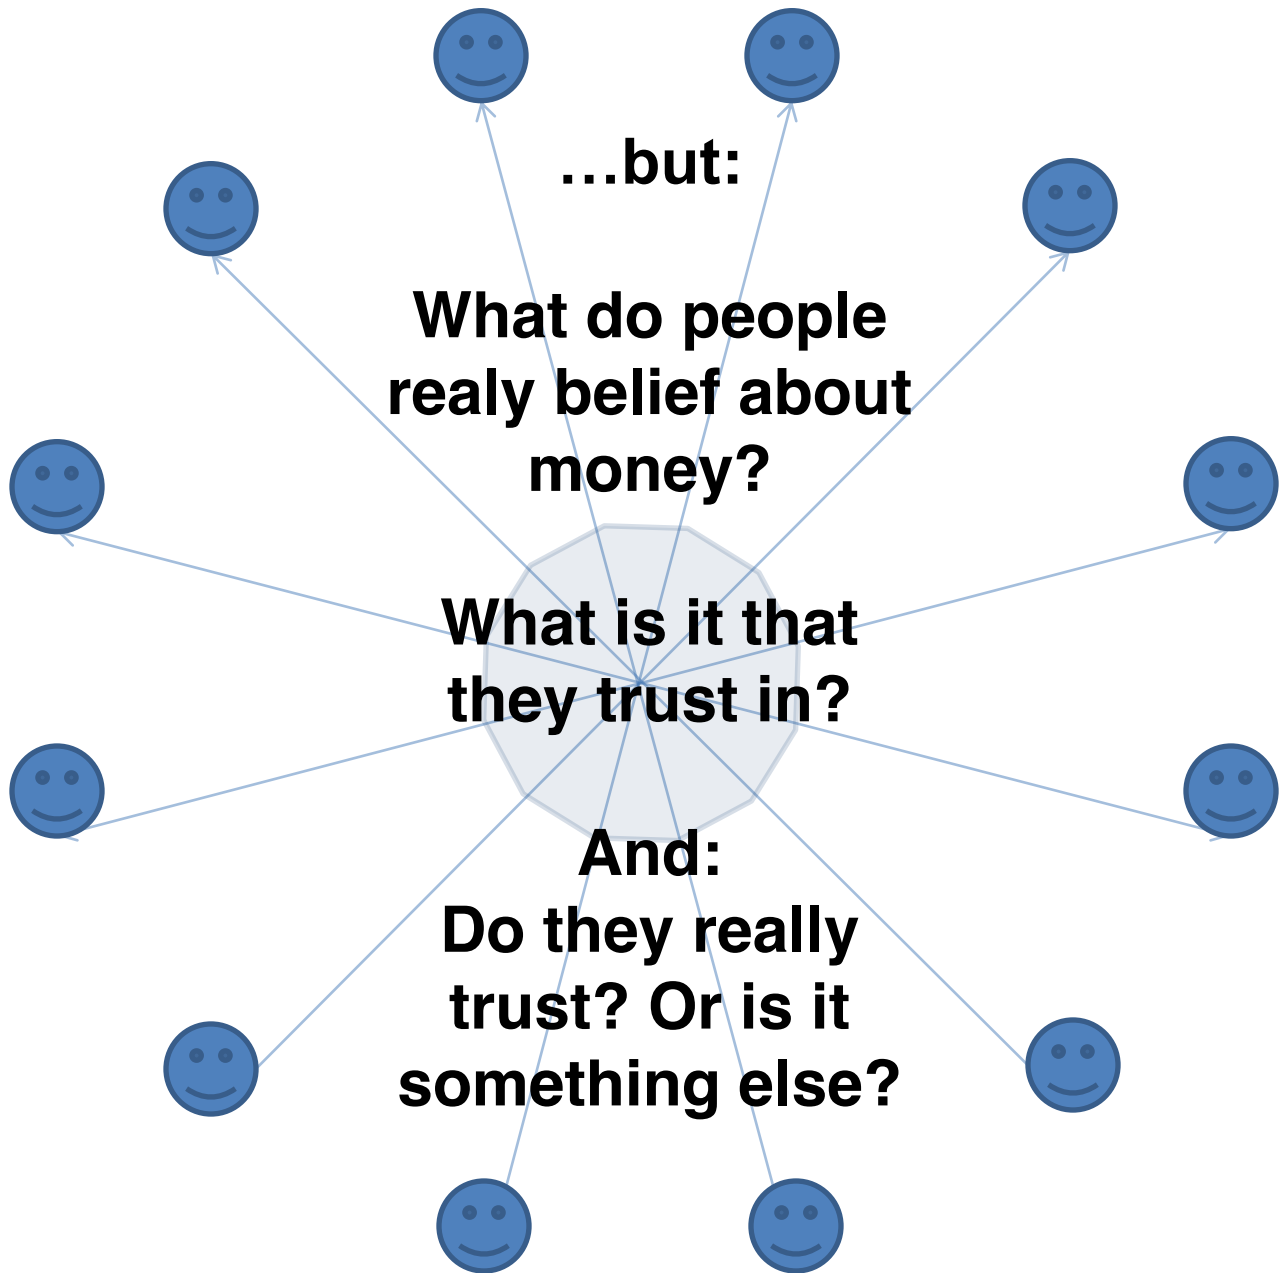 …but:
What do people
realy belief about
money?
What is it that
they trust in?
And:
Do they really
trust? Or is it
something else?